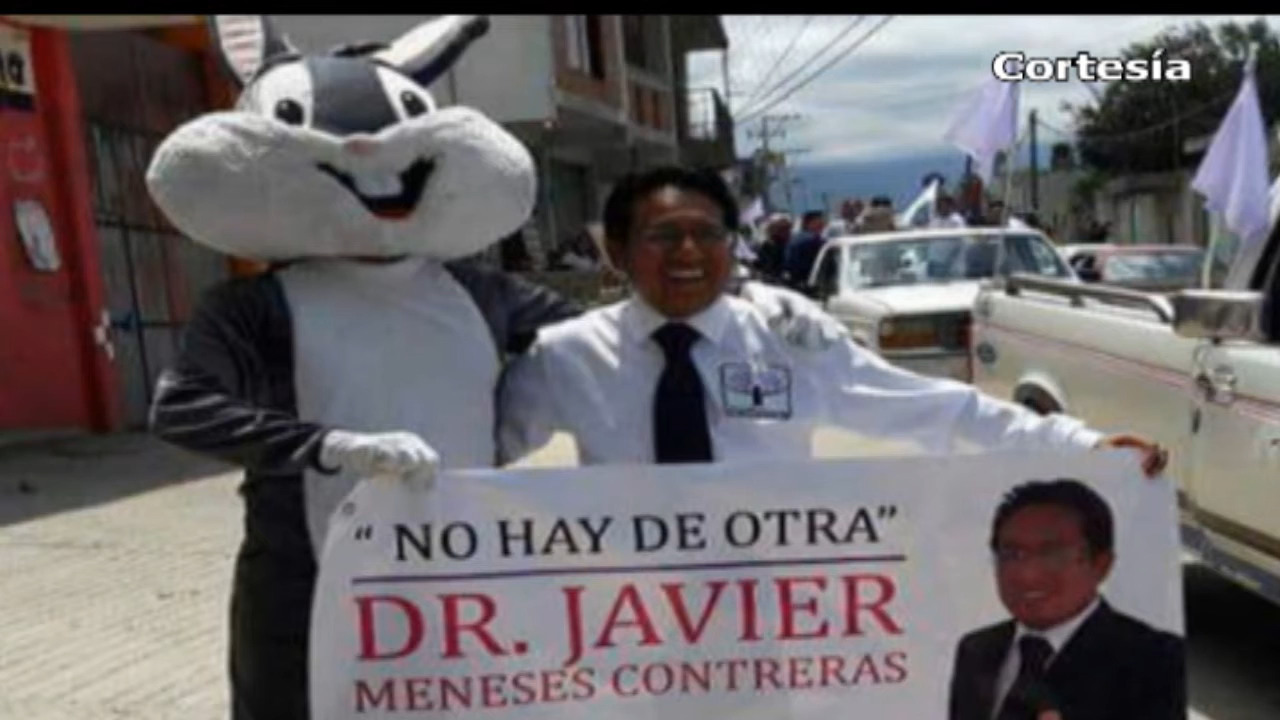 Cortesía
“NO HAY DE OTRA”
DR. JAVIER
MENESES CONTRERAS